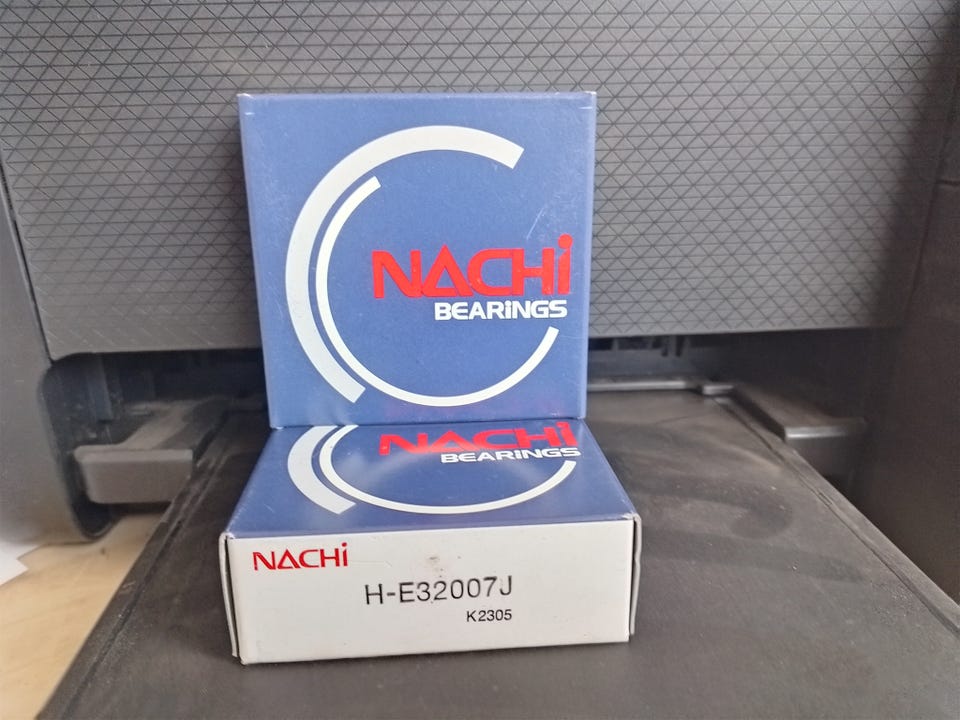 NACHi
BEARiNGS
NACHi
BEARiNGS
NACHi
H-E32007J
K2305